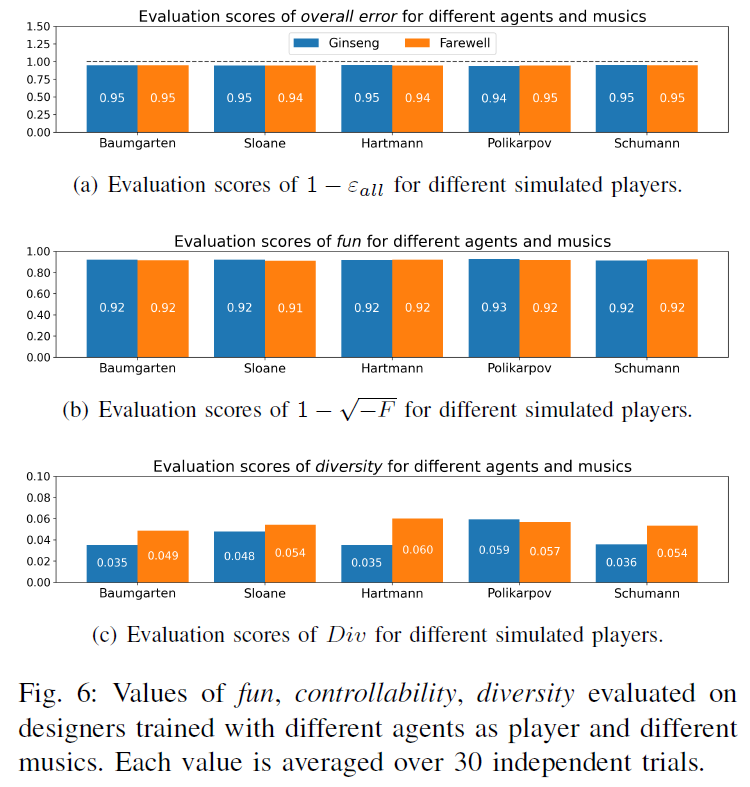 Evaluation scores of overall error for different agents and musics
1.50
1.25
1.00
0.75
0.50
0.25
0.00
Ginseng Farewell
0.95 0.95 0.95 0.94 0.95 0.94 0.94 0.95 0.95 0.95
Baumgarten Sloane Hartmann Polikarpov Schumann
(a) Evaluation scores of 1 − εall for different simulated players.
Evaluation scores of fun for different agents and musics
1.00
0.80
0.60
0.40
0.20
0.00
0.92 0.92 0.92 0.91 0.92 0.92 0.93 0.92 0.92 0.92
Baumgarten Sloane Hartmann Polikarpov Schumann
(b) Evaluation scores of 1 − √−F for different simulated players.
Evaluation scores of diversity for different agents and musics
0.10
0.08
0.06
0.04
0.02
0.00
0.035 0.049 0.048 0.054 0.035 0.060 0.059 0.057 0.036 0.054
Baumgarten Sloane Hartmann Polikarpov Schumann
(c) Evaluation scores of Div for different simulated players.
Fig. 6: Values of fun, controllability, diversity evaluated on
designers trained with different agents as player and different
musics. Each value is averaged over 30 independent trials.